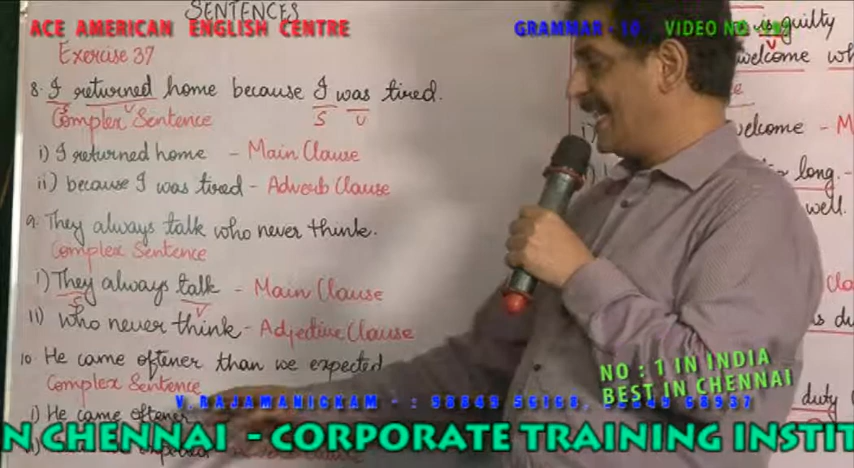 SENTENCES
ACE AMERICAN ENGLISH CENTRE
GRAMMAR - 10 VIDEO NO
Exercise 37
8. I returned home because I was tired.
S V S V
Complex Sentence
i) I returned home - Main Clause
ii) because I was tired - Adverb Clause
9. They always talk who never think.
Complex Sentence
i) They always talk - Main Clause
S V
ii) who never think - Adjective Clause
10. He came oftener than we expected
Complex Sentence
i) He came oftener
is guilty
welcome
V
welcome - M
long.
well.
duty
NO : 1 IN INDIA
BEST IN CHENNAI
V.RAJAMANICKAM - : 98845
N CHENNAI - CORPORATE TRAINING INSTIT